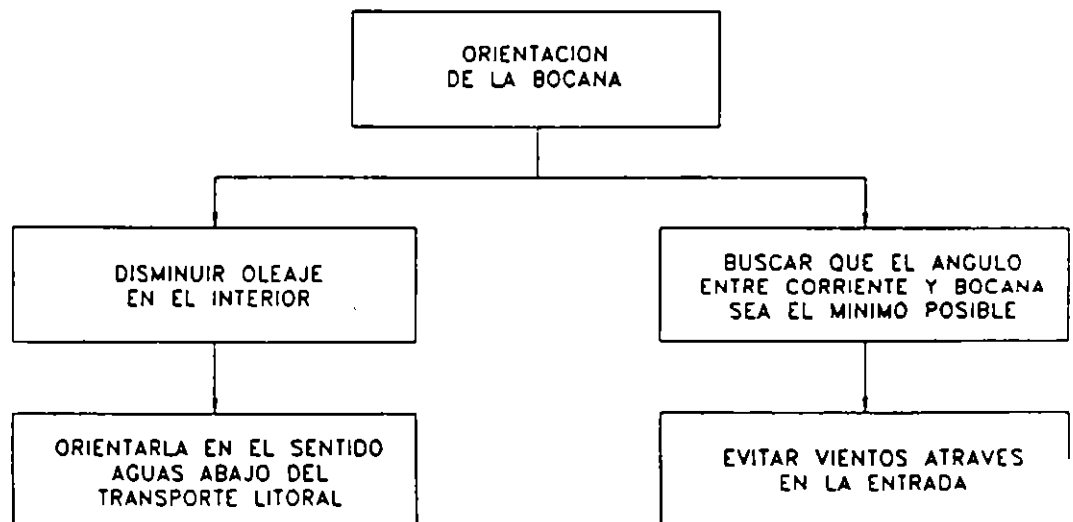 ORIENTACION
DE LA BOCANA
DISMINUIR OLEAJE
EN EL INTERIOR
BUSCAR QUE EL ANGULO
ENTRE CORRIENTE Y BOCANA
SEA EL MINIMO POSIBLE
ORIENTARLA EN EL SENTIDO
AGUAS ABAJO DEL
TRANSPORTE LITORAL
EVITAR VIENTOS ATRAVES
EN LA ENTRADA